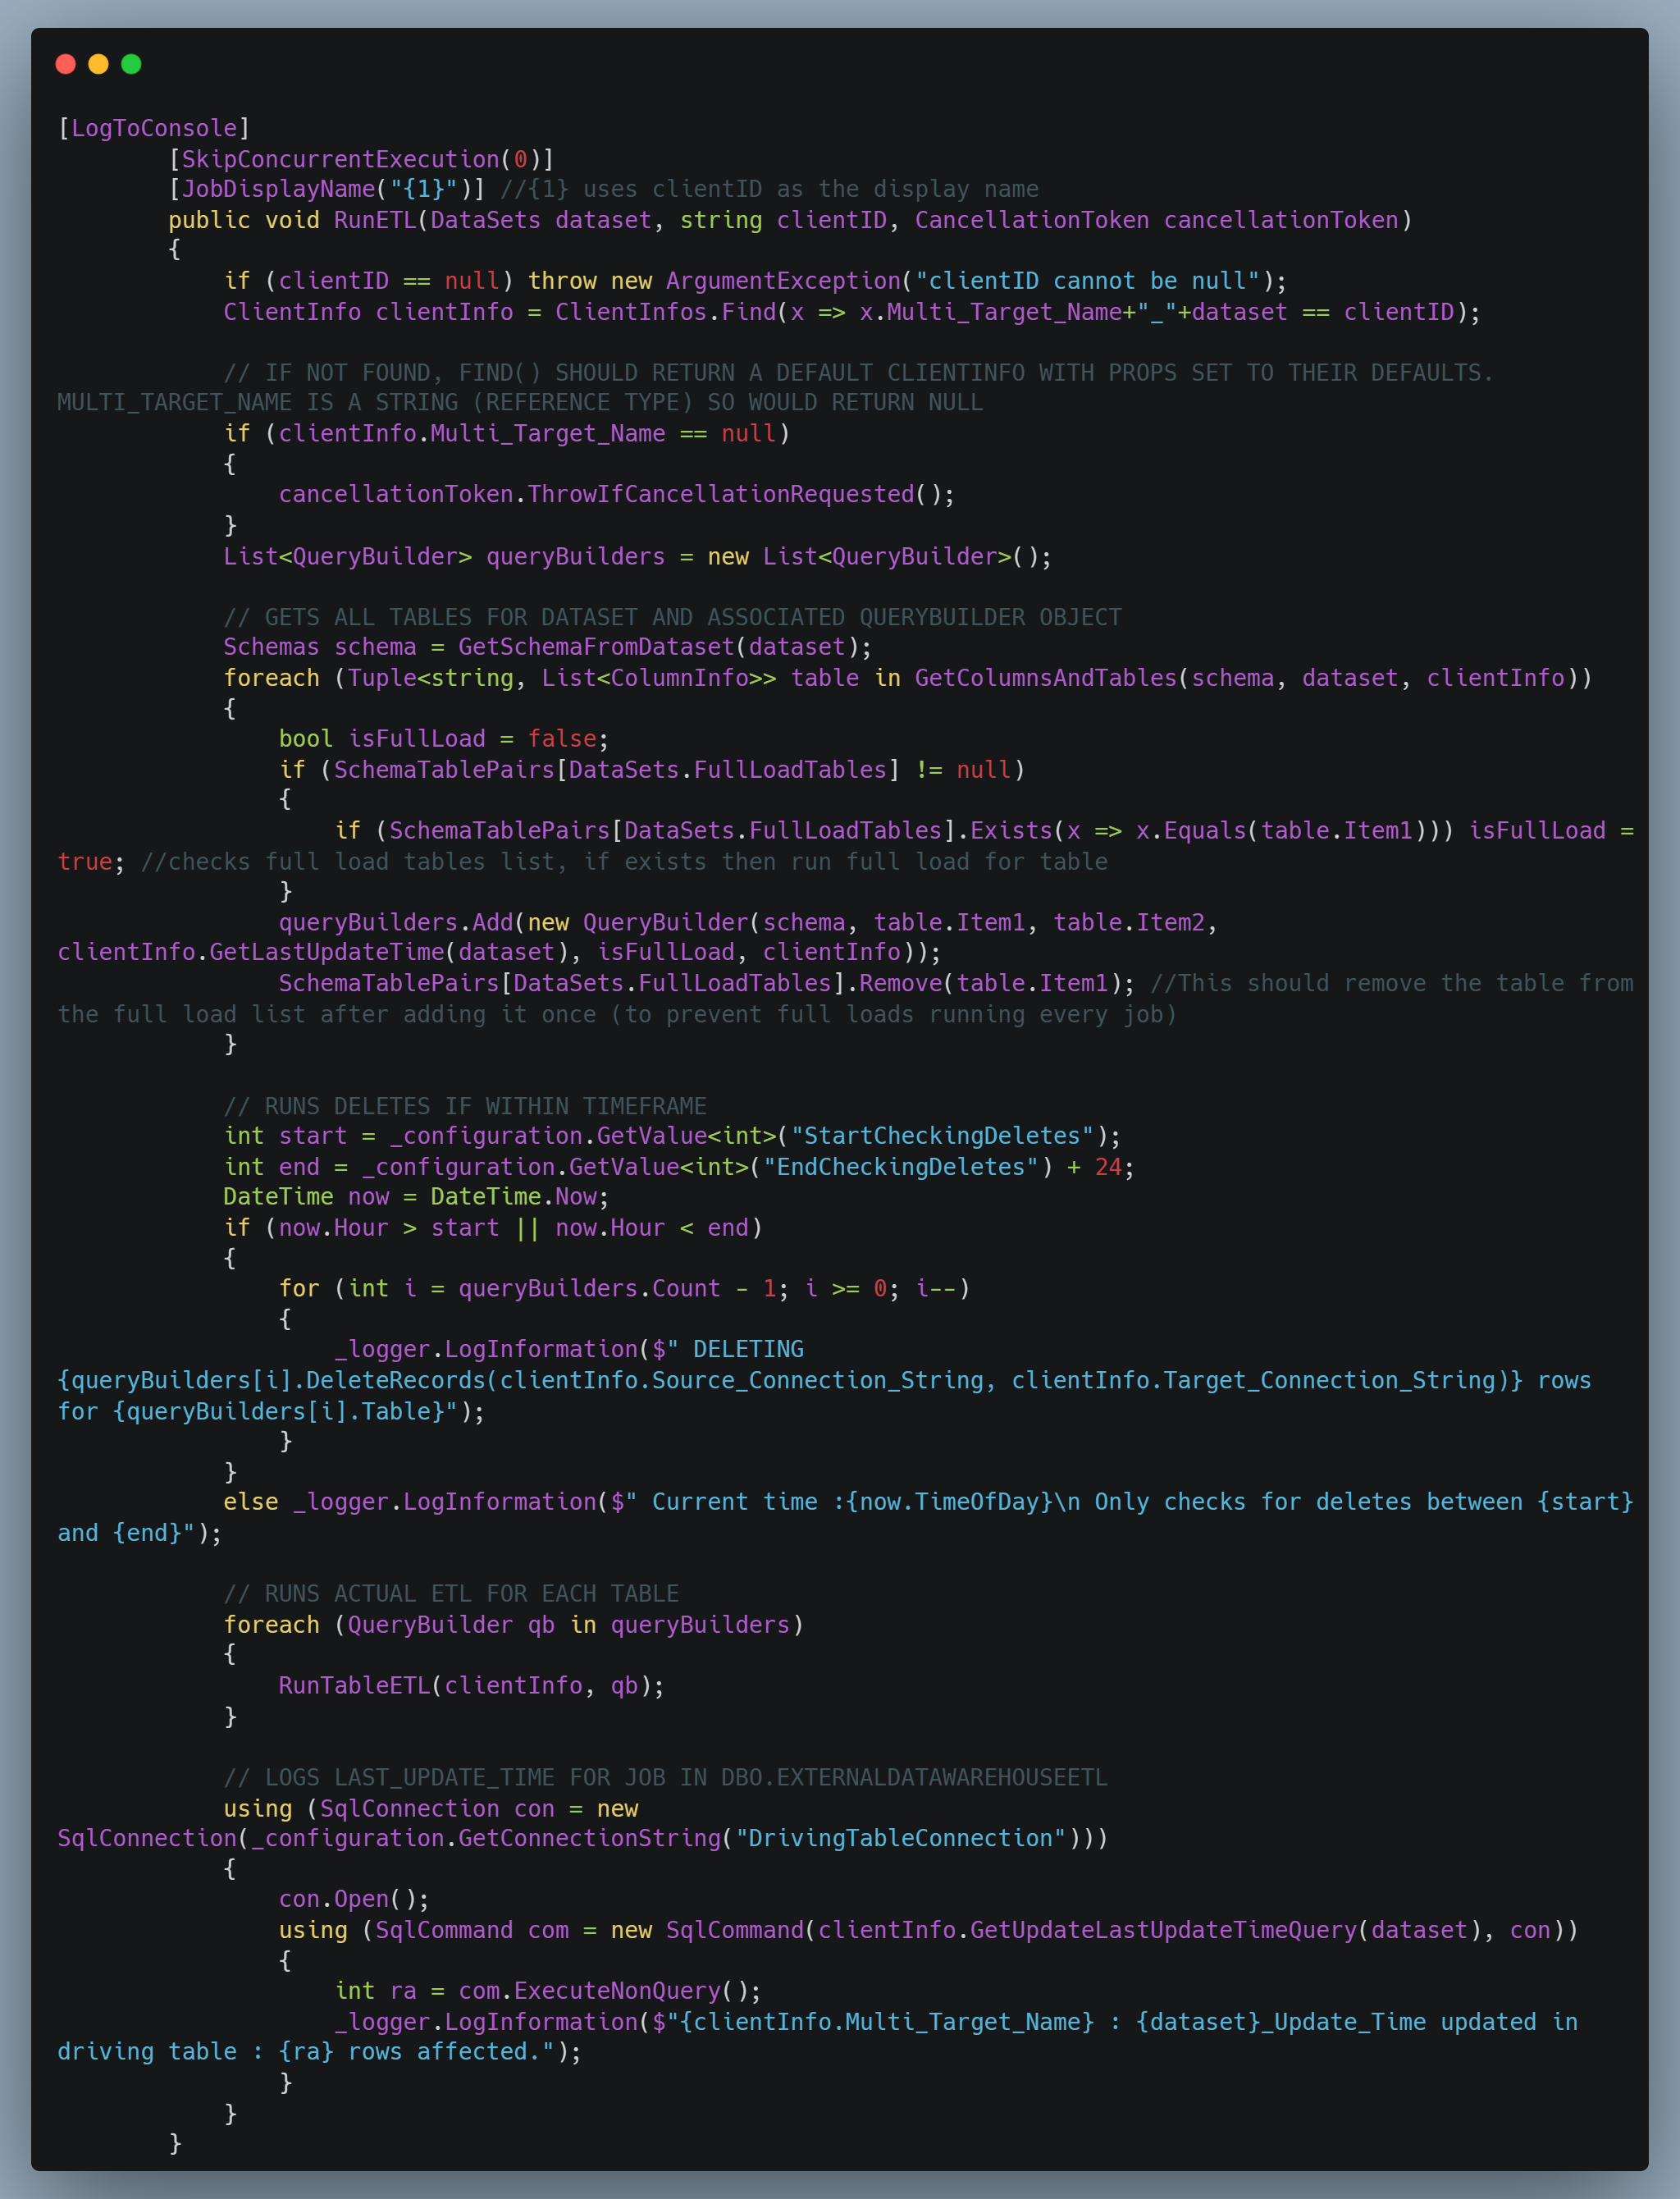 [LogToConsole]
        [SkipConcurrentExecution(0)]
        [JobDisplayName("{1}")] //{1} uses clientID as the display name
        public void RunETL(DataSets dataset, string clientID, CancellationToken cancellationToken)
        {
            if (clientID == null) throw new ArgumentException("clientID cannot be null");
            ClientInfo clientInfo = ClientInfos.Find(x => x.Multi_Target_Name+"_"+dataset == clientID);

            // IF NOT FOUND, FIND() SHOULD RETURN A DEFAULT CLIENTINFO WITH PROPS SET TO THEIR DEFAULTS.
MULTI_TARGET_NAME IS A STRING (REFERENCE TYPE) SO WOULD RETURN NULL
            if (clientInfo.Multi_Target_Name == null)
            {
                cancellationToken.ThrowIfCancellationRequested();
            }
            List<QueryBuilder> queryBuilders = new List<QueryBuilder>();

            // GETS ALL TABLES FOR DATASET AND ASSOCIATED QUERYBUILDER OBJECT
            Schemas schema = GetSchemaFromDataset(dataset);
            foreach (Tuple<string, List<ColumnInfo>> table in GetColumnsAndTables(schema, dataset, clientInfo))
            {
                bool isFullLoad = false;
                if (SchemaTablePairs[DataSets.FullLoadTables] != null)
                {
                    if (SchemaTablePairs[DataSets.FullLoadTables].Exists(x => x.Equals(table.Item1))) isFullLoad =
true; //checks full load tables list, if exists then run full load for table
                }
                queryBuilders.Add(new QueryBuilder(schema, table.Item1, table.Item2,
clientInfo.GetLastUpdateTime(dataset), isFullLoad, clientInfo));
                SchemaTablePairs[DataSets.FullLoadTables].Remove(table.Item1); //This should remove the table from
the full load list after adding it once (to prevent full loads running every job)
            }

            // RUNS DELETES IF WITHIN TIMEFRAME
            int start = _configuration.GetValue<int>("StartCheckingDeletes");
            int end = _configuration.GetValue<int>("EndCheckingDeletes") + 24;
            DateTime now = DateTime.Now;
            if (now.Hour > start || now.Hour < end)
            {
                for (int i = queryBuilders.Count - 1; i >= 0; i--)
                {
                    _logger.LogInformation($" DELETING
{queryBuilders[i].DeleteRecords(clientInfo.Source_Connection_String, clientInfo.Target_Connection_String)} rows
for {queryBuilders[i].Table}");
                }
            }
            else _logger.LogInformation($" Current time :{now.TimeOfDay}\n Only checks for deletes between {start}
and {end}");

            // RUNS ACTUAL ETL FOR EACH TABLE
            foreach (QueryBuilder qb in queryBuilders)
            {
                RunTableETL(clientInfo, qb);
            }

            // LOGS LAST_UPDATE_TIME FOR JOB IN DBO.EXTERNALDATAWAREHOUSEETL
            using (SqlConnection con = new
SqlConnection(_configuration.GetConnectionString("DrivingTableConnection")))
            {
                con.Open();
                using (SqlCommand com = new SqlCommand(clientInfo.GetUpdateLastUpdateTimeQuery(dataset), con))
                {
                    int ra = com.ExecuteNonQuery();
                    _logger.LogInformation($"{clientInfo.Multi_Target_Name} : {dataset}_Update_Time updated in
driving table : {ra} rows affected.");
                }
            }
        }